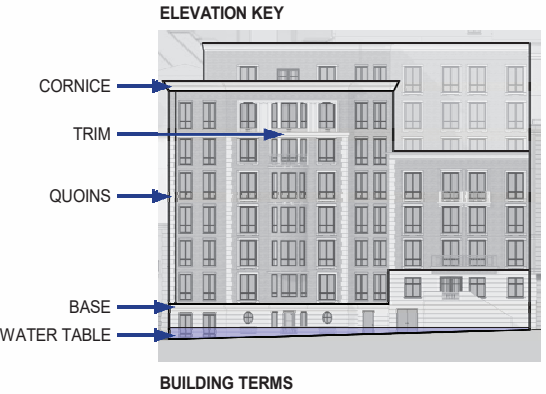 ELEVATION KEY
CORNICE
TRIM
QUOINS
BASE
WATER TABLE
BUILDING TERMS